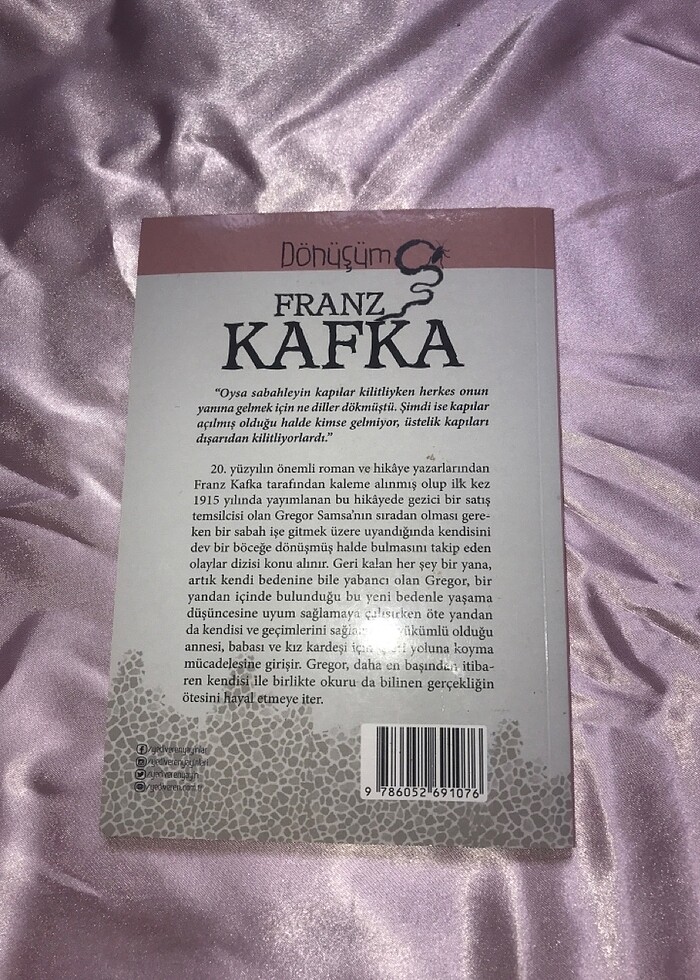 Dönüşüm
FRANZ
KAFKA
“Oysa sabahleyin kapılar kilitliyken herkes onun
yanına gelmek için ne diller dökmüştü. Şimdi ise kapılar
açılmış olduğu halde kimse gelmiyor, üstelik kapıları
dışarıdan kilitliyorlardı.”
20. yüzyılın önemli roman ve hikâye yazarlarından
Franz Kafka tarafından kaleme alınmış olup ilk kez
1915 yılında yayımlanan bu hikâyede gezici bir satış
temsilcisi olan Gregor Samsa’nın sıradan olması gere-
ken bir sabah işe gitmek üzere uyandığında kendisini
dev bir böceğe dönüşmüş halde bulmasını takip eden
olaylar dizisi konu alınır. Geri kalan her şey bir yana,
artık kendi bedenine bile yabancı olan Gregor, bir
yandan içinde bulunduğu bu yeni bedenle yaşama
düşüncesine uyum sağlamaya çalışırken öte yandan
da kendisi ve geçimlerini yükümlü olduğu
annesi, babası ve kız kardeşi için yoluna koyma
mücadelesine girişir. Gregor, daha en başından itiba-
ren kendisi ile birlikte okuru da bilinen gerçekliğin
ötesini hayal etmeye iter.
/yediverenyayinlari
/yediverenyayinlari
/yediverenyayin
/yediveren.com.tr
9 786052 691076